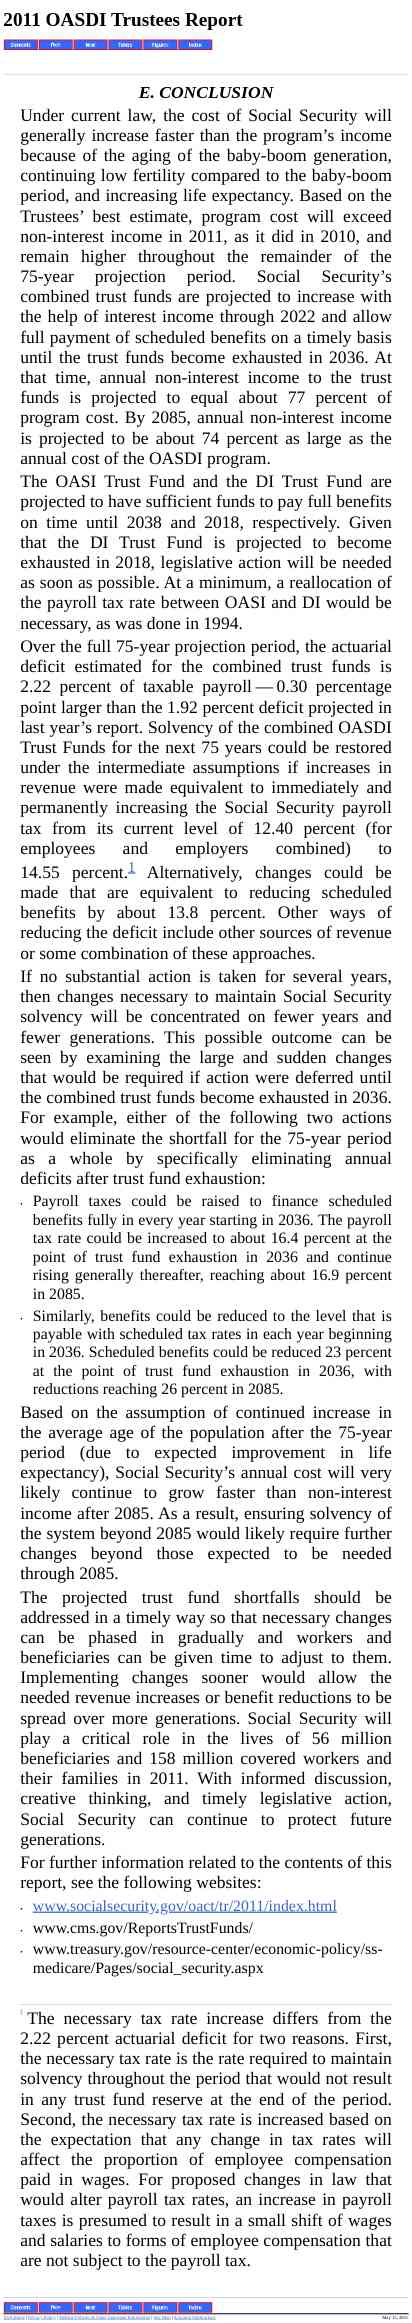 2011 OASDI Trustees Report
Contents Prev Next Tables Figures Index
E. CONCLUSION
Under current law, the cost of Social Security will
generally increase faster than the program’s income
because of the aging of the baby-boom generation,
continuing low fertility compared to the baby-boom
period, and increasing life expectancy. Based on the
Trustees’ best estimate, program cost will exceed
non-interest income in 2011, as it did in 2010, and
remain higher throughout the remainder of the
75-year projection period. Social Security’s
combined trust funds are projected to increase with
the help of interest income through 2022 and allow
full payment of scheduled benefits on a timely basis
until the trust funds become exhausted in 2036. At
that time, annual non-interest income to the trust
funds is projected to equal about 77 percent of
program cost. By 2085, annual non-interest income
is projected to be about 74 percent as large as the
annual cost of the OASDI program.
The OASI Trust Fund and the DI Trust Fund are
projected to have sufficient funds to pay full benefits
on time until 2038 and 2018, respectively. Given
that the DI Trust Fund is projected to become
exhausted in 2018, legislative action will be needed
as soon as possible. At a minimum, a reallocation of
the payroll tax rate between OASI and DI would be
necessary, as was done in 1994.
Over the full 75-year projection period, the actuarial
deficit estimated for the combined trust funds is
2.22 percent of taxable payroll — 0.30 percentage
point larger than the 1.92 percent deficit projected in
last year’s report. Solvency of the combined OASDI
Trust Funds for the next 75 years could be restored
under the intermediate assumptions if increases in
revenue were made equivalent to immediately and
permanently increasing the Social Security payroll
tax from its current level of 12.40 percent (for
employees and employers combined) to
14.55 percent.1 Alternatively, changes could be
made that are equivalent to reducing scheduled
benefits by about 13.8 percent. Other ways of
reducing the deficit include other sources of revenue
or some combination of these approaches.
If no substantial action is taken for several years,
then changes necessary to maintain Social Security
solvency will be concentrated on fewer years and
fewer generations. This possible outcome can be
seen by examining the large and sudden changes
that would be required if action were deferred until
the combined trust funds become exhausted in 2036.
For example, either of the following two actions
would eliminate the shortfall for the 75-year period
as a whole by specifically eliminating annual
deficits after trust fund exhaustion:
· Payroll taxes could be raised to finance scheduled
benefits fully in every year starting in 2036. The payroll
tax rate could be increased to about 16.4 percent at the
point of trust fund exhaustion in 2036 and continue
rising generally thereafter, reaching about 16.9 percent
in 2085.
· Similarly, benefits could be reduced to the level that is
payable with scheduled tax rates in each year beginning
in 2036. Scheduled benefits could be reduced 23 percent
at the point of trust fund exhaustion in 2036, with
reductions reaching 26 percent in 2085.
Based on the assumption of continued increase in
the average age of the population after the 75-year
period (due to expected improvement in life
expectancy), Social Security’s annual cost will very
likely continue to grow faster than non-interest
income after 2085. As a result, ensuring solvency of
the system beyond 2085 would likely require further
changes beyond those expected to be needed
through 2085.
The projected trust fund shortfalls should be
addressed in a timely way so that necessary changes
can be phased in gradually and workers and
beneficiaries can be given time to adjust to them.
Implementing changes sooner would allow the
needed revenue increases or benefit reductions to be
spread over more generations. Social Security will
play a critical role in the lives of 56 million
beneficiaries and 158 million covered workers and
their families in 2011. With informed discussion,
creative thinking, and timely legislative action,
Social Security can continue to protect future
generations.
For further information related to the contents of this
report, see the following websites:
· www.socialsecurity.gov/oact/tr/2011/index.html
· www.cms.gov/ReportsTrustFunds/
· www.treasury.gov/resource-center/economic-policy/ss-
medicare/Pages/social_security.aspx
1 The necessary tax rate increase differs from the
2.22 percent actuarial deficit for two reasons. First,
the necessary tax rate is the rate required to maintain
solvency throughout the period that would not result
in any trust fund reserve at the end of the period.
Second, the necessary tax rate is increased based on
the expectation that any change in tax rates will
affect the proportion of employee compensation
paid in wages. For proposed changes in law that
would alter payroll tax rates, an increase in payroll
taxes is presumed to result in a small shift of wages
and salaries to forms of employee compensation that
are not subject to the payroll tax.
Contents Prev Next Tables Figures Index